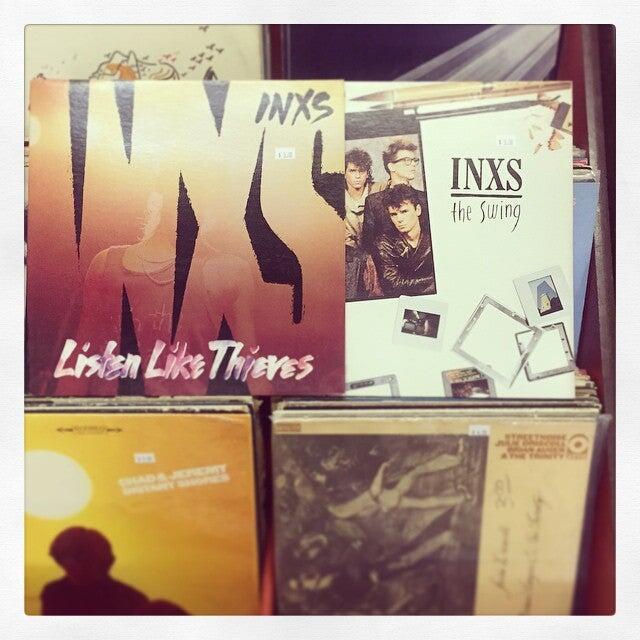 INXS
INXS
Listen Like Thieves
INXS
the swing
STEREO
CHAD & JEREMY
DISTANT SHORES
STREETNOISE
JULIE DRISCOLL
BRIAN AUGER
& THE TRINITY